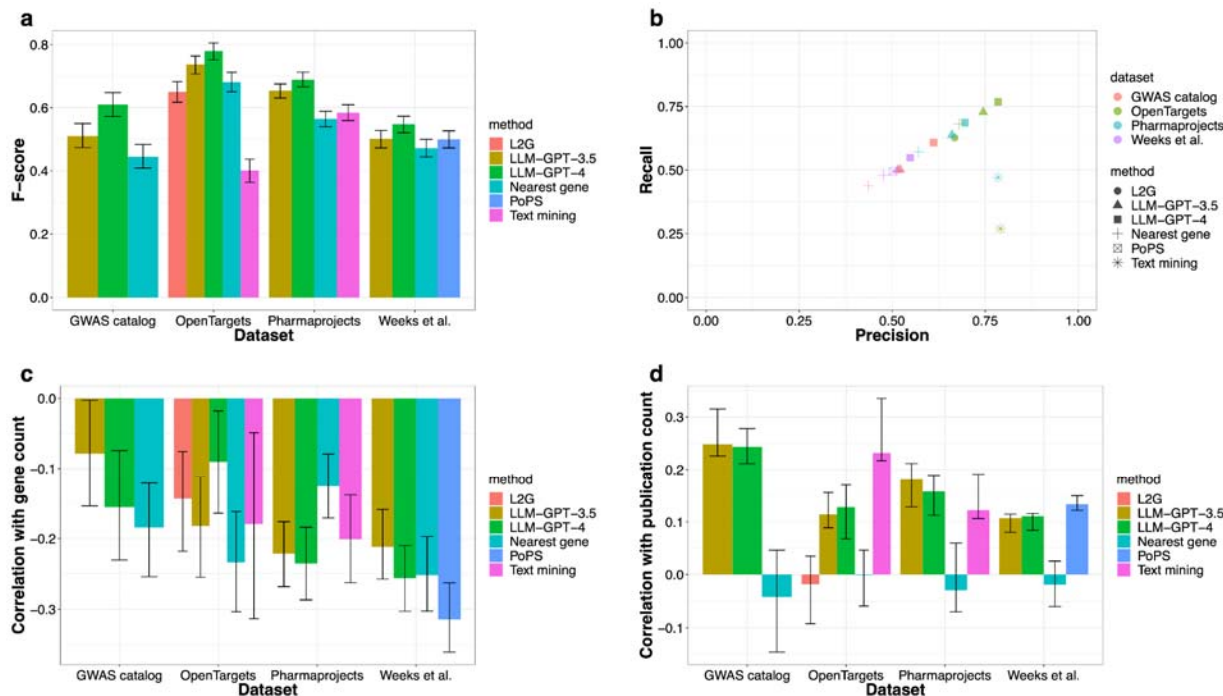 a
F-score
0.8
0.6
0.4
0.2
0.0
GWAS catalog OpenTargets Pharmaprojects Weeks et al.
Dataset
method
L2G
LLM-GPT-3.5
LLM-GPT-4
Nearest gene
PoPS
Text mining
b
Recall
1.00
0.75
0.50
0.25
0.00
0.00 0.25 0.50 0.75 1.00
Precision
dataset
GWAS catalog
OpenTargets
Pharmaprojects
Weeks et al.
method
L2G
LLM-GPT-3.5
LLM-GPT-4
Nearest gene
PoPS
Text mining
c
Correlation with gene count
0.0
−0.1
−0.2
−0.3
GWAS catalog OpenTargets Pharmaprojects Weeks et al.
Dataset
method
L2G
LLM-GPT-3.5
LLM-GPT-4
Nearest gene
PoPS
Text mining
d
Correlation with publication count
0.3
0.2
0.1
0.0
−0.1
GWAS catalog OpenTargets Pharmaprojects Weeks et al.
Dataset
method
L2G
LLM-GPT-3.5
LLM-GPT-4
Nearest gene
PoPS
Text mining